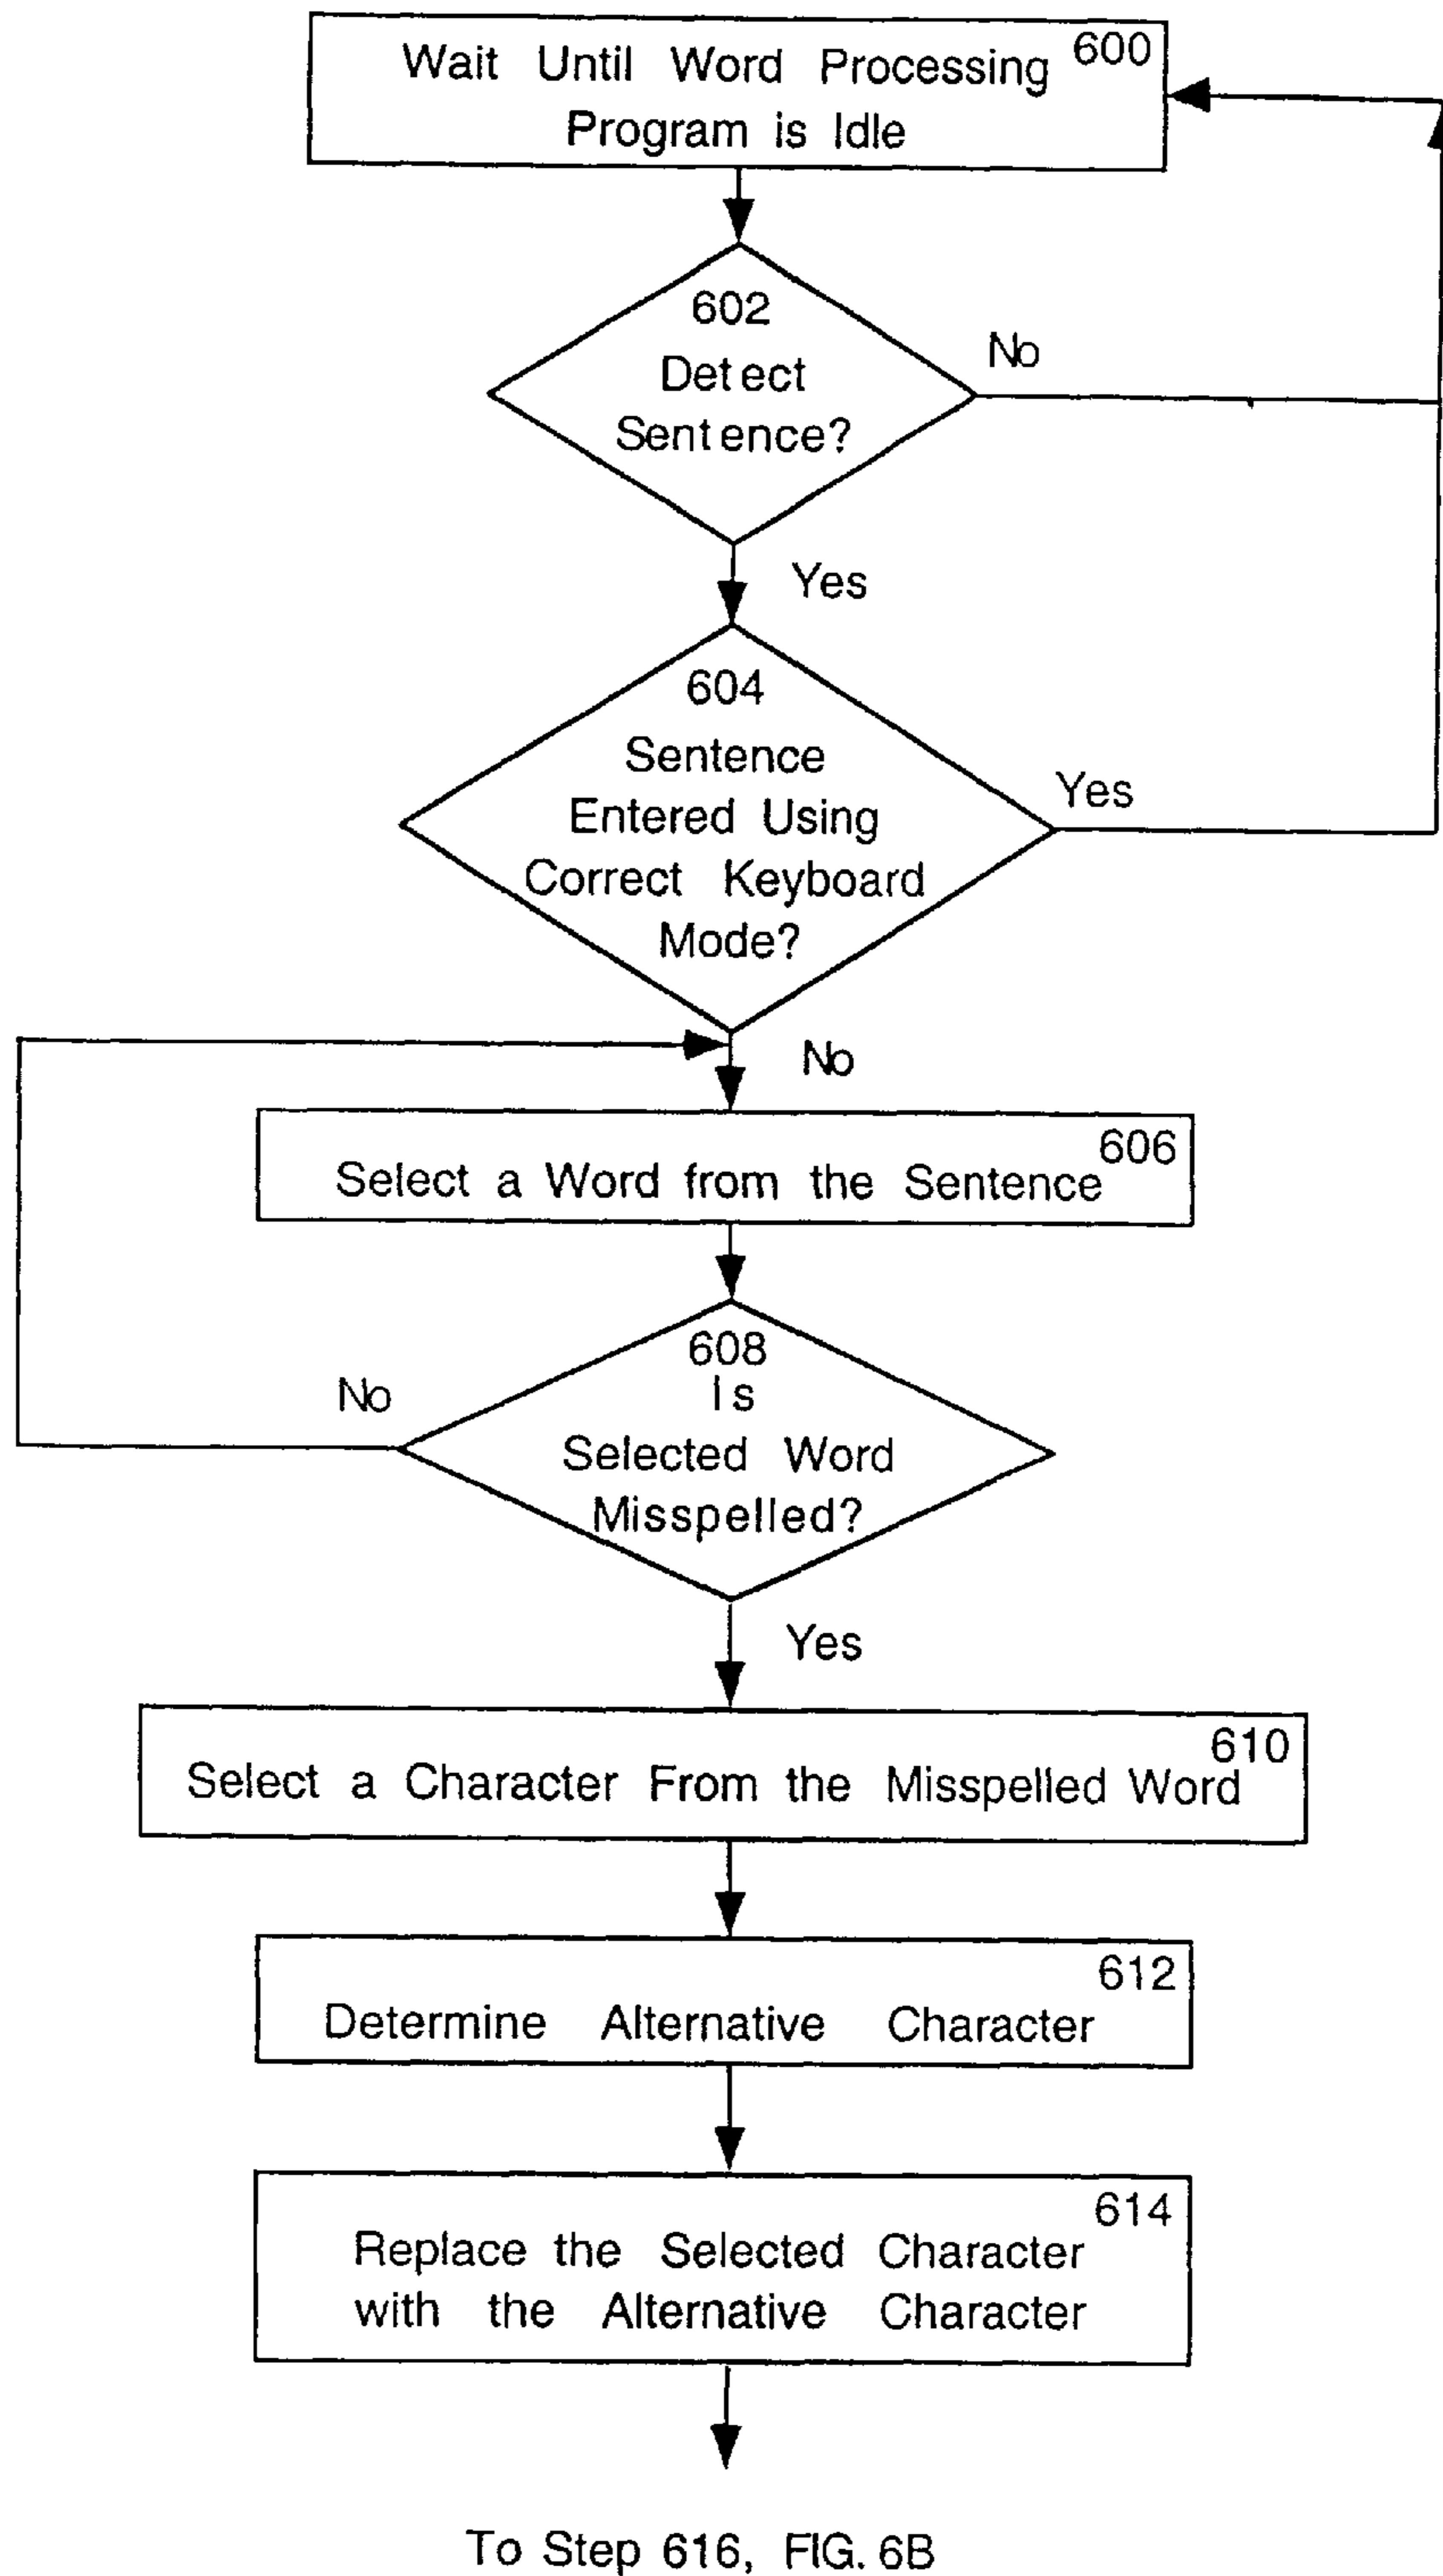 600
Wait Until Word Processing
Program is Idle
602
Detect
Sentence?
No
Yes
604
Sentence
Entered Using
Correct Keyboard
Mode?
Yes
No
606
Select a Word from the Sentence
608
Is
Selected Word
Misspelled?
No
Yes
610
Select a Character From the Misspelled Word
612
Determine Alternative Character
614
Replace the Selected Character
with the Alternative Character
To Step 616, FIG. 6B